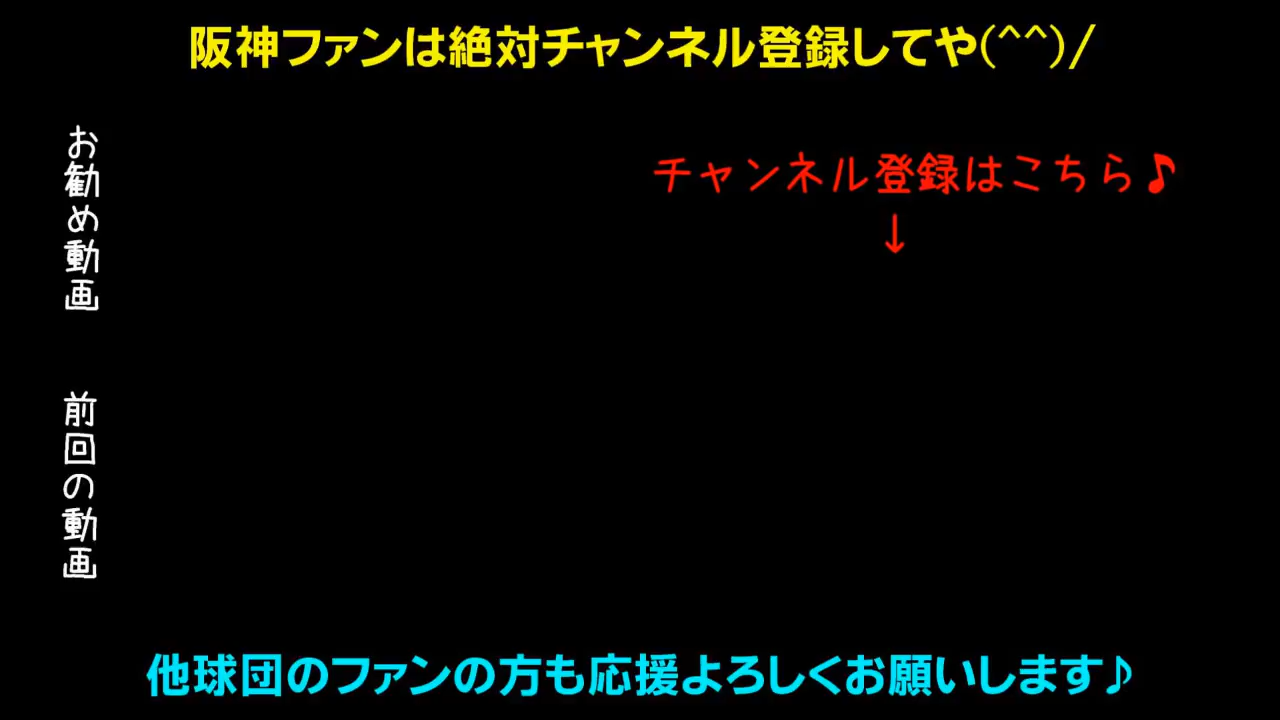 阪神ファンは絶対チャンネル登録してや(^^)/
お勧め動画
チャンネル登録はこちら♪
↓
前回の動画
他球団のファンの方も応援よろしくお願いします♪